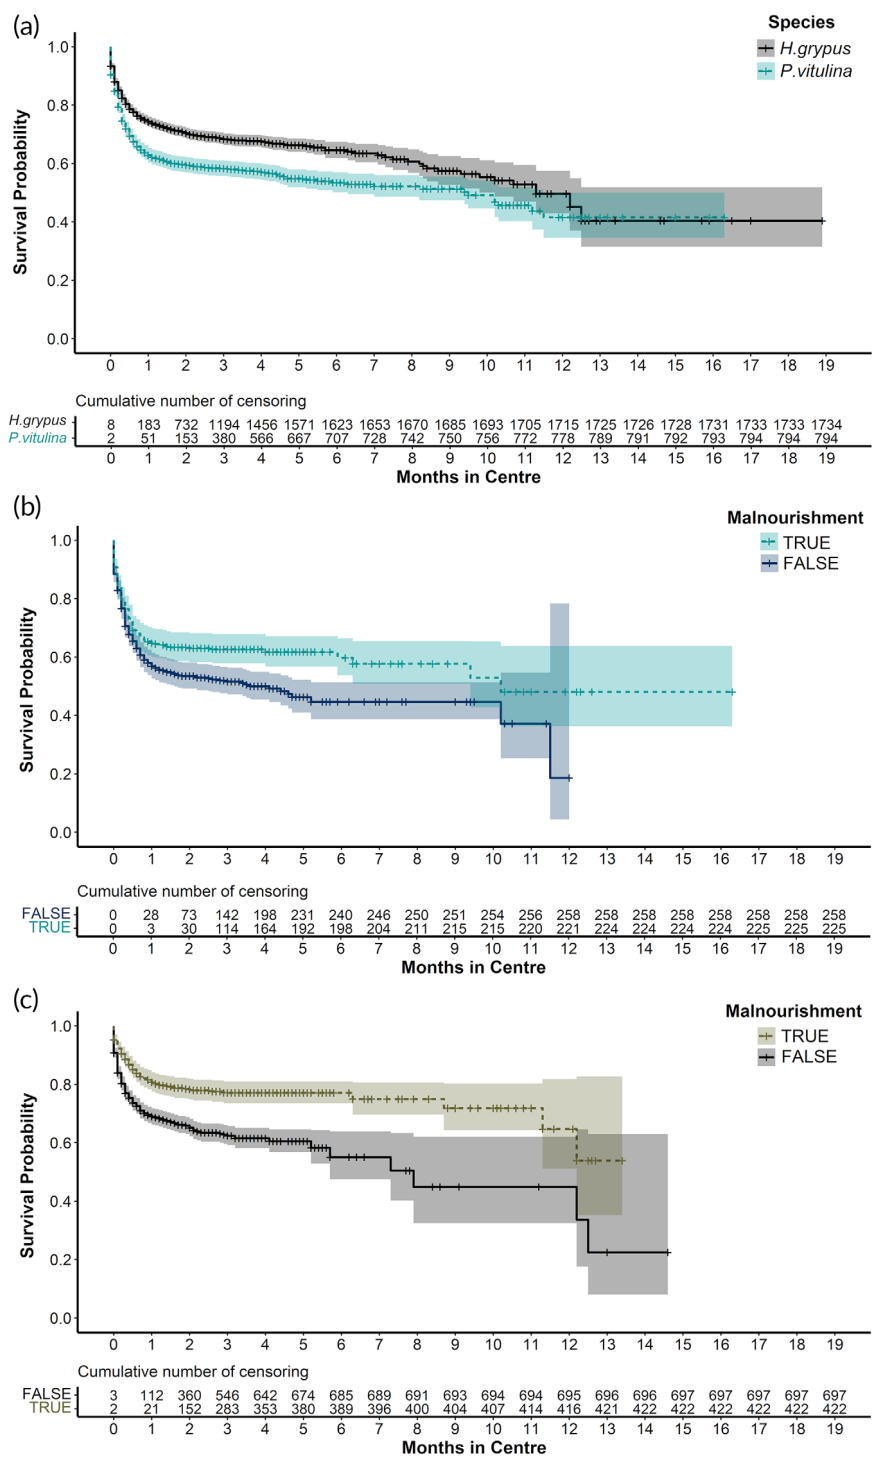 (a)
Species
H.grypus
P.vitulina
1.0
0.8
0.6
0.4
0.2
0.0
Survival Probability
0 1 2 3 4 5 6 7 8 9 10 11 12 13 14 15 16 17 18 19
Cumulative number of censoring
H.grypus 8 183 732 1194 1456 1571 1623 1653 1670 1685 1693 1705 1715 1725 1726 1728 1731 1733 1733 1734
P.vitulina 2 51 153 380 566 667 707 728 742 750 756 772 778 789 791 792 793 794 794 794
0 1 2 3 4 5 6 7 8 9 10 11 12 13 14 15 16 17 18 19
Months in Centre
(b)
Malnourishment
TRUE
FALSE
1.0
0.8
0.6
0.4
0.2
0.0
Survival Probability
0 1 2 3 4 5 6 7 8 9 10 11 12 13 14 15 16 17 18 19
Cumulative number of censoring
FALSE 0 28 73 142 198 231 240 246 250 251 254 256 258 258 258 258 258 258 258 258
TRUE 0 3 30 114 164 192 198 204 211 215 215 220 221 224 224 224 224 225 225 225
0 1 2 3 4 5 6 7 8 9 10 11 12 13 14 15 16 17 18 19
Months in Centre
(c)
Malnourishment
TRUE
FALSE
1.0
0.8
0.6
0.4
0.2
0.0
Survival Probability
0 1 2 3 4 5 6 7 8 9 10 11 12 13 14 15 16 17 18 19
Cumulative number of censoring
FALSE 3 112 360 546 642 674 685 689 691 693 694 694 695 696 696 697 697 697 697 697
TRUE 2 21 152 283 353 380 389 396 400 404 407 414 416 421 422 422 422 422 422 422
0 1 2 3 4 5 6 7 8 9 10 11 12 13 14 15 16 17 18 19
Months in Centre